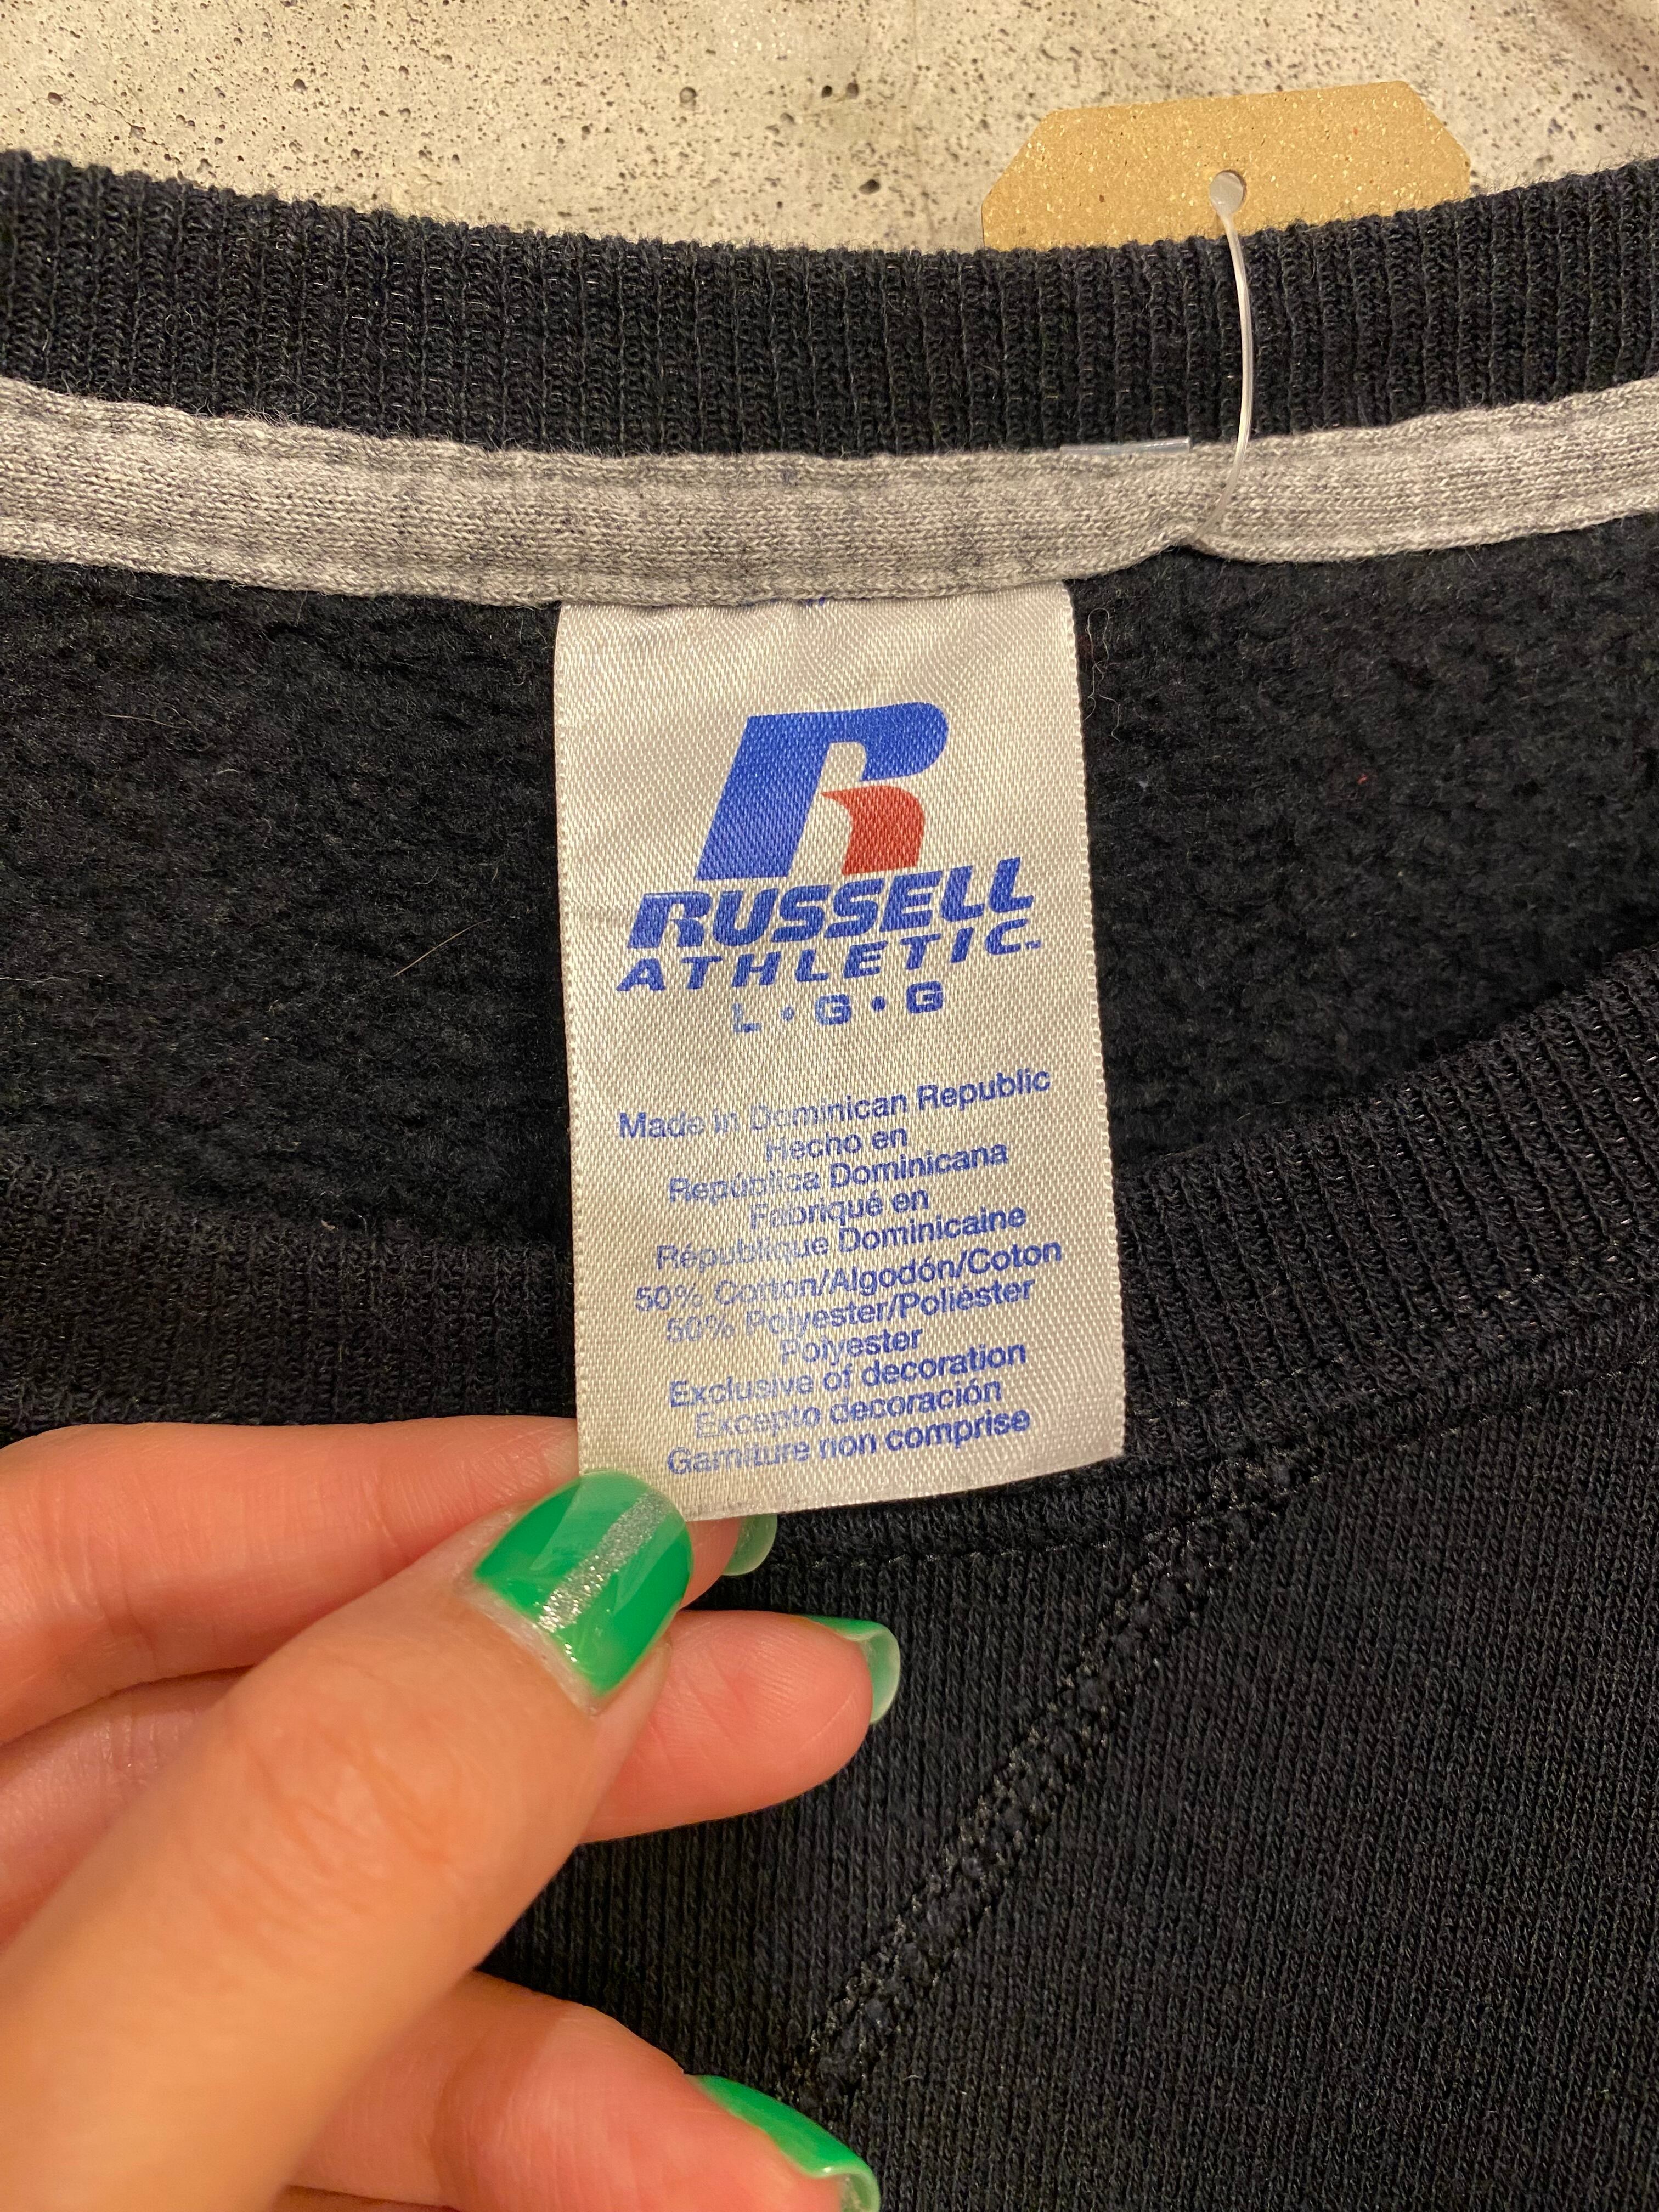 R
RUSSELL
ATHLETIC™
L • G • G
Made in Dominican Republic
Hecho en
República Dominicana
Fabriqué en
République Dominicaine
50% Cotton/Algodón/Coton
50% Polyester/Poliéster
Polyester
Exclusive of decoration
Excepto decoración
Garniture non comprise